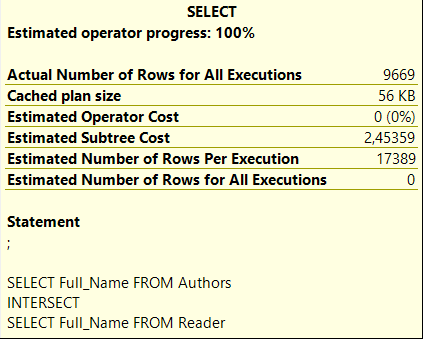 SELECT
Estimated operator progress: 100%
Actual Number of Rows for All Executions 9669
Cached plan size 56 KB
Estimated Operator Cost 0 (0%)
Estimated Subtree Cost 2,45359
Estimated Number of Rows Per Execution 17389
Estimated Number of Rows for All Executions 0
Statement
;
SELECT Full_Name FROM Authors
INTERSECT
SELECT Full_Name FROM Reader